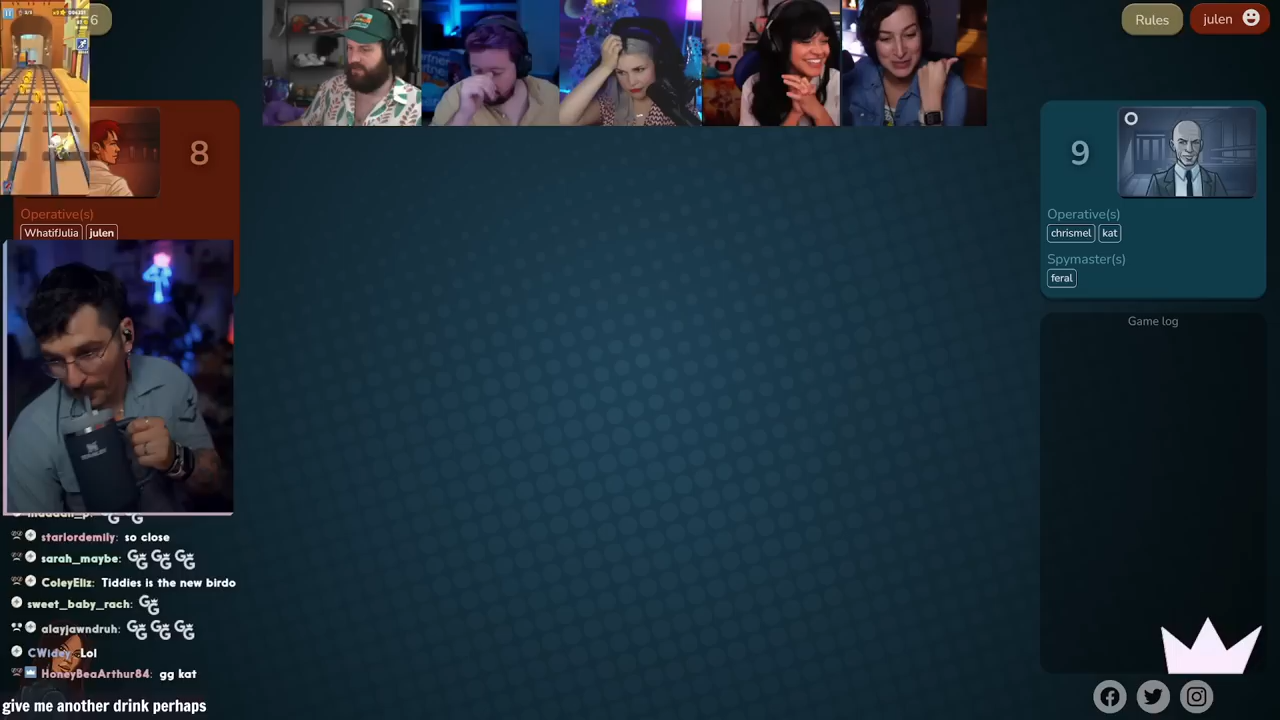 6
Rules
julen
8
Operative(s)
WhatifJulia julen
9
Operative(s)
chrismel kat
Spymaster(s)
feral
Game log
starlordemily: so close
sarah_maybe:
ColeyEliz: Tiddies is the new birdo
sweet_baby_rach:
alayjawndruh:
CWidey: Lol
HoneyBeaArthur84: gg kat
give me another drink perhaps